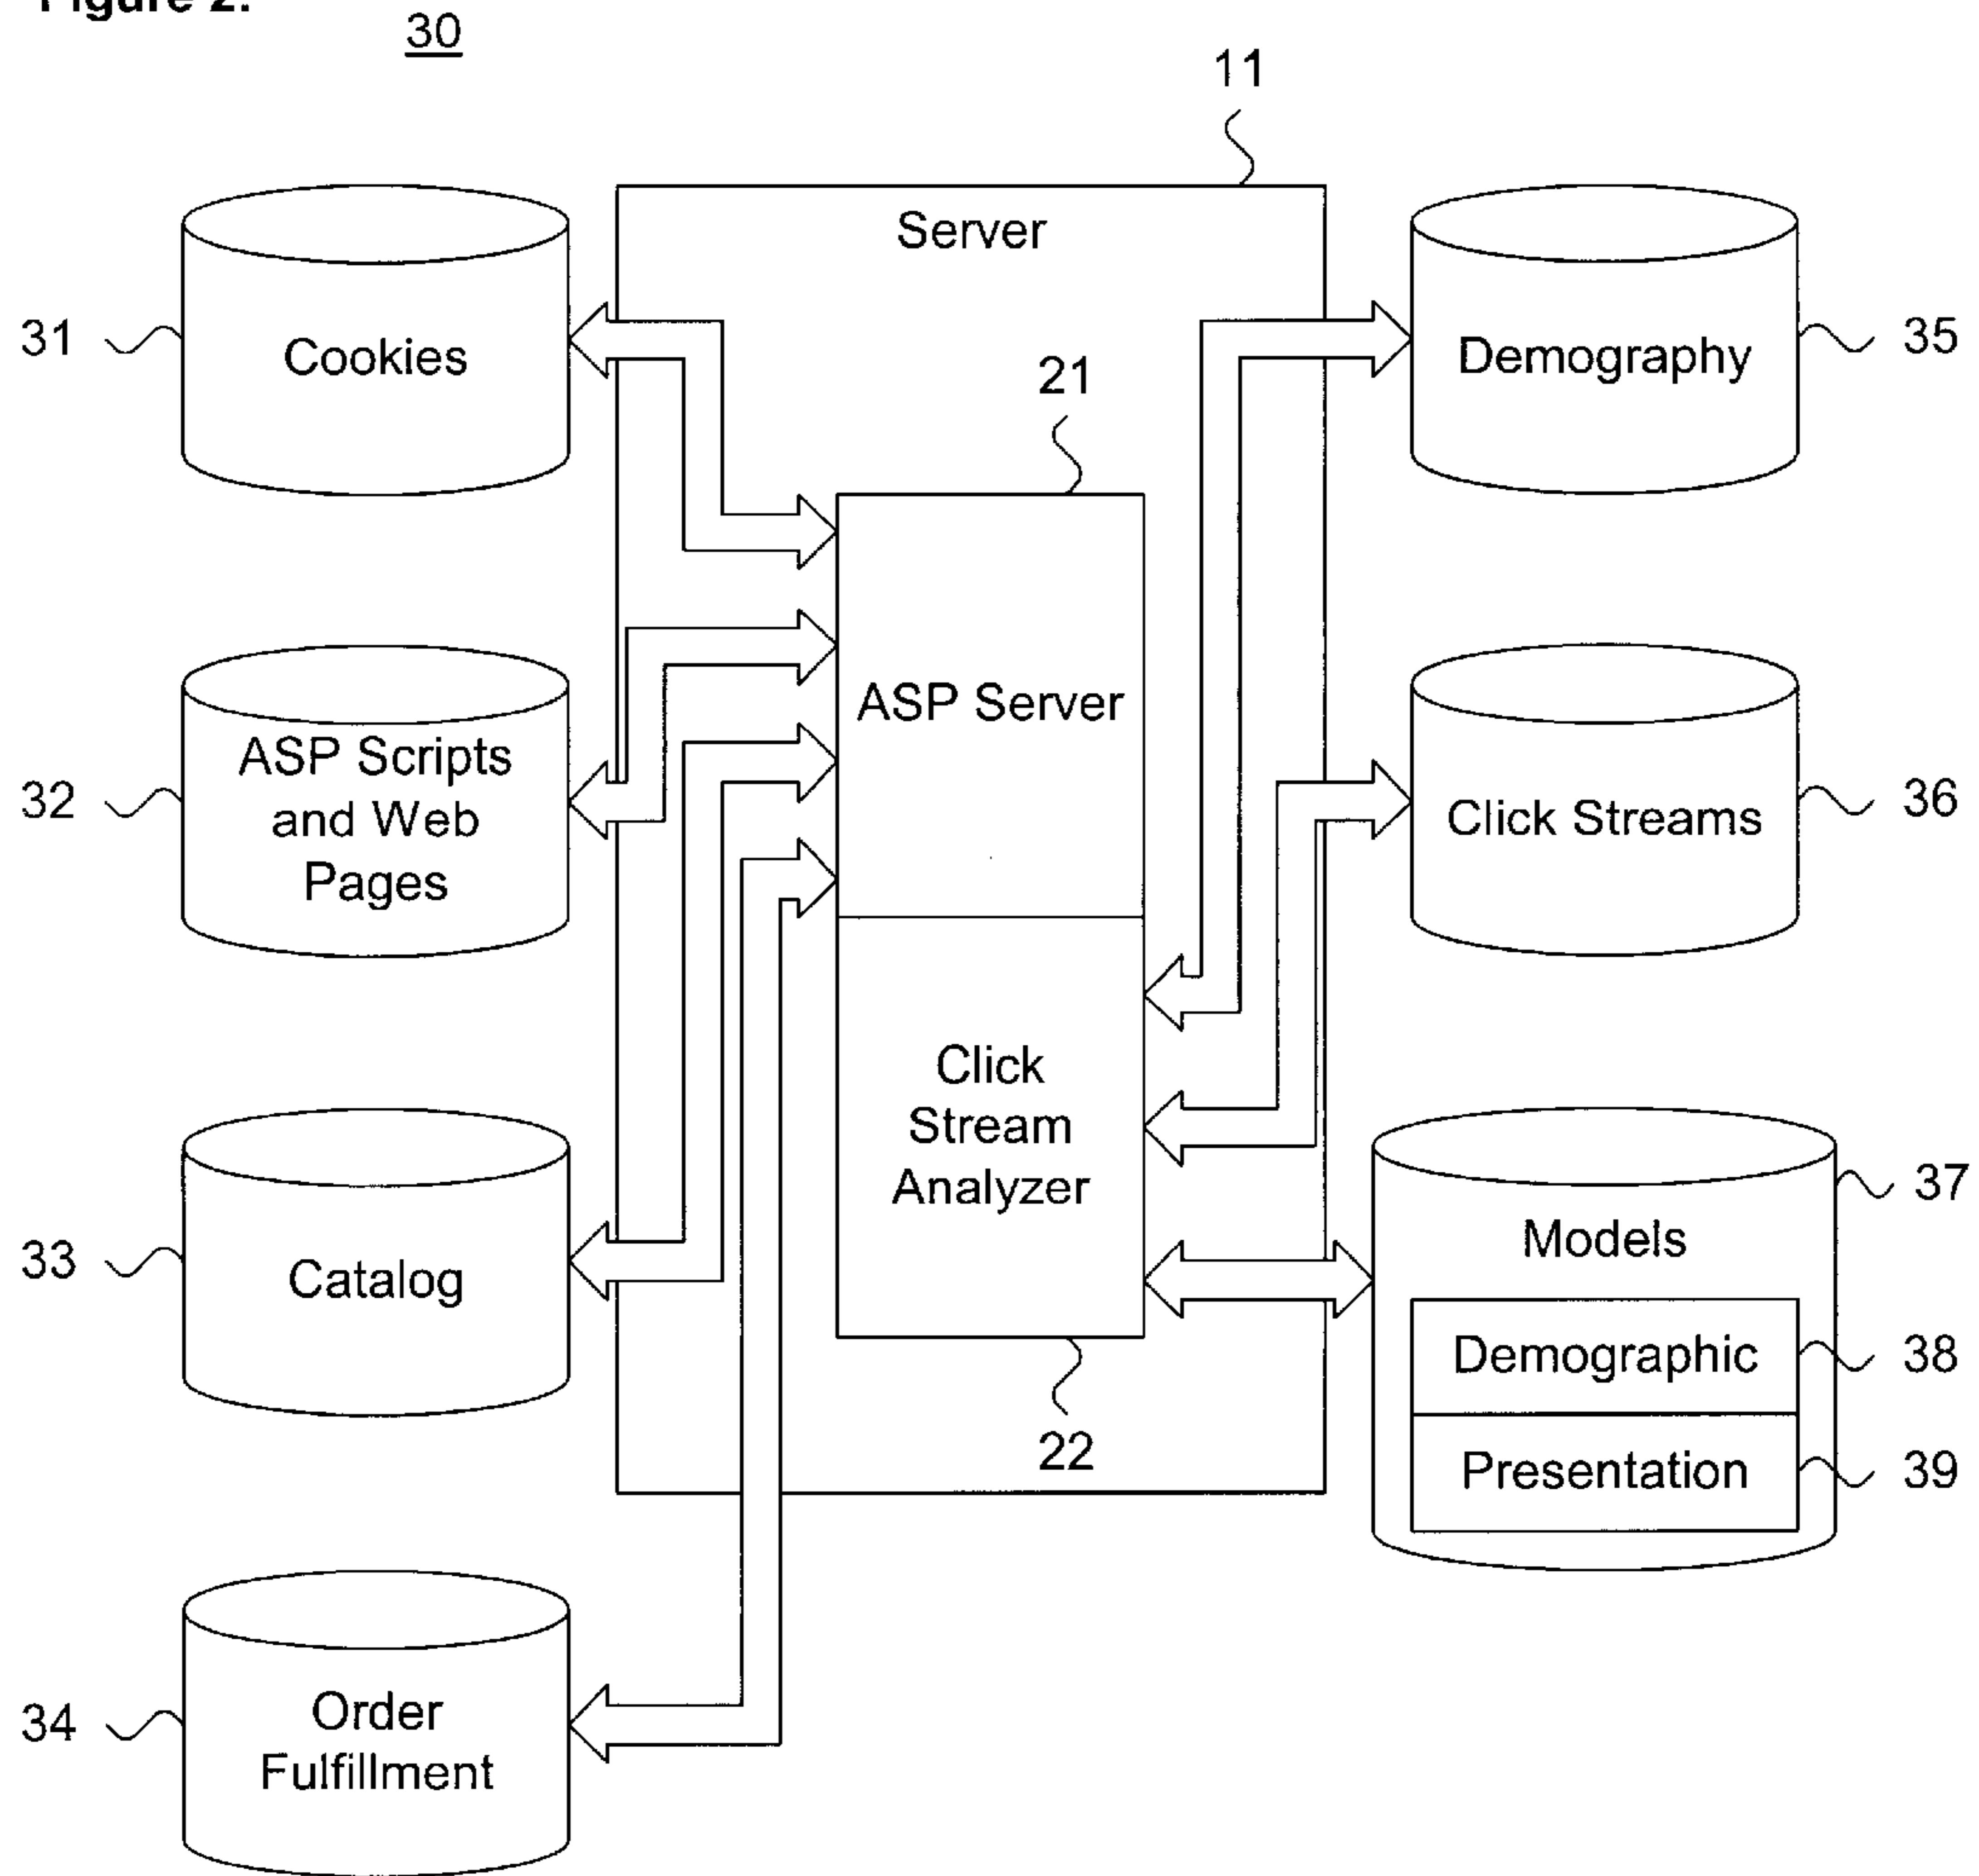 Figure 2.
30
11
Server
31
Cookies
Demography
35
21
32
ASP Scripts
and Web
Pages
ASP Server
Click Streams
36
Click
Stream
Analyzer
33
Catalog
Models
37
Demographic
38
Presentation
39
22
34
Order
Fulfillment